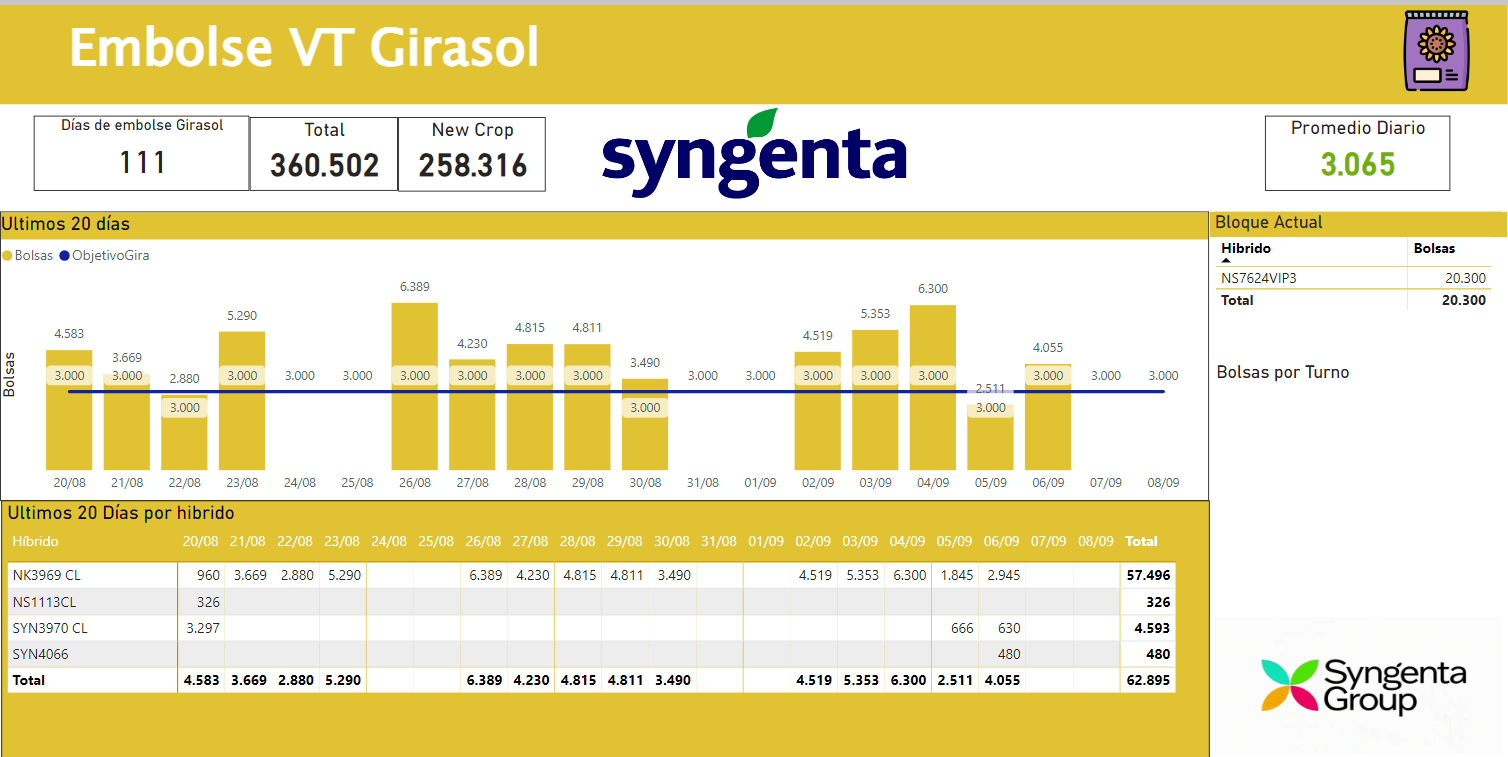 Embolse VT Girasol
Días de embolse Girasol
111
Total
360.502
New Crop
258.316
syngenta
Promedio Diario
3.065
Ultimos 20 días
Bolsas ObjetivoGira
Bolsas
4.583 3.669 2.880 5.290 6.389 4.230 4.815 4.811 3.490 4.519 5.353 6.300 2.511 4.055
3.000 3.000 3.000 3.000 3.000 3.000 3.000 3.000 3.000 3.000 3.000 3.000 3.000 3.000 3.000 3.000 3.000 3.000 3.000 3.000
20/08 21/08 22/08 23/08 24/08 25/08 26/08 27/08 28/08 29/08 30/08 31/08 01/09 02/09 03/09 04/09 05/09 06/09 07/09 08/09
Bloque Actual
Hibrido Bolsas
NS7624VIP3 20.300
Total 20.300
Bolsas por Turno
Ultimos 20 Días por hibrido
Híbrido 20/08 21/08 22/08 23/08 24/08 25/08 26/08 27/08 28/08 29/08 30/08 31/08 01/09 02/09 03/09 04/09 05/09 06/09 07/09 08/09 Total
NK3969 CL 960 3.669 2.880 5.290 6.389 4.230 4.815 4.811 3.490 4.519 5.353 6.300 1.845 2.945 57.496
NS1113CL 326 326
SYN3970 CL 3.297 666 630 4.593
SYN4066 480 480
Total 4.583 3.669 2.880 5.290 6.389 4.230 4.815 4.811 3.490 4.519 5.353 6.300 2.511 4.055 62.895
Syngenta
Group